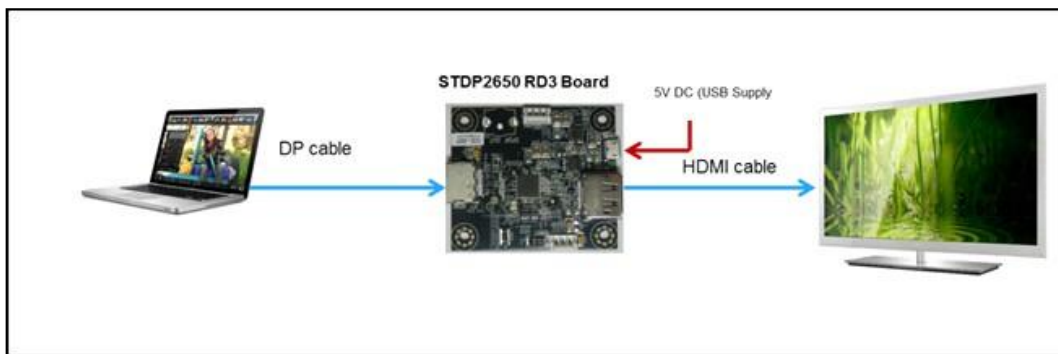 STDP2650 RD3 Board
5V DC (USB Supply
DP cable
HDMI cable